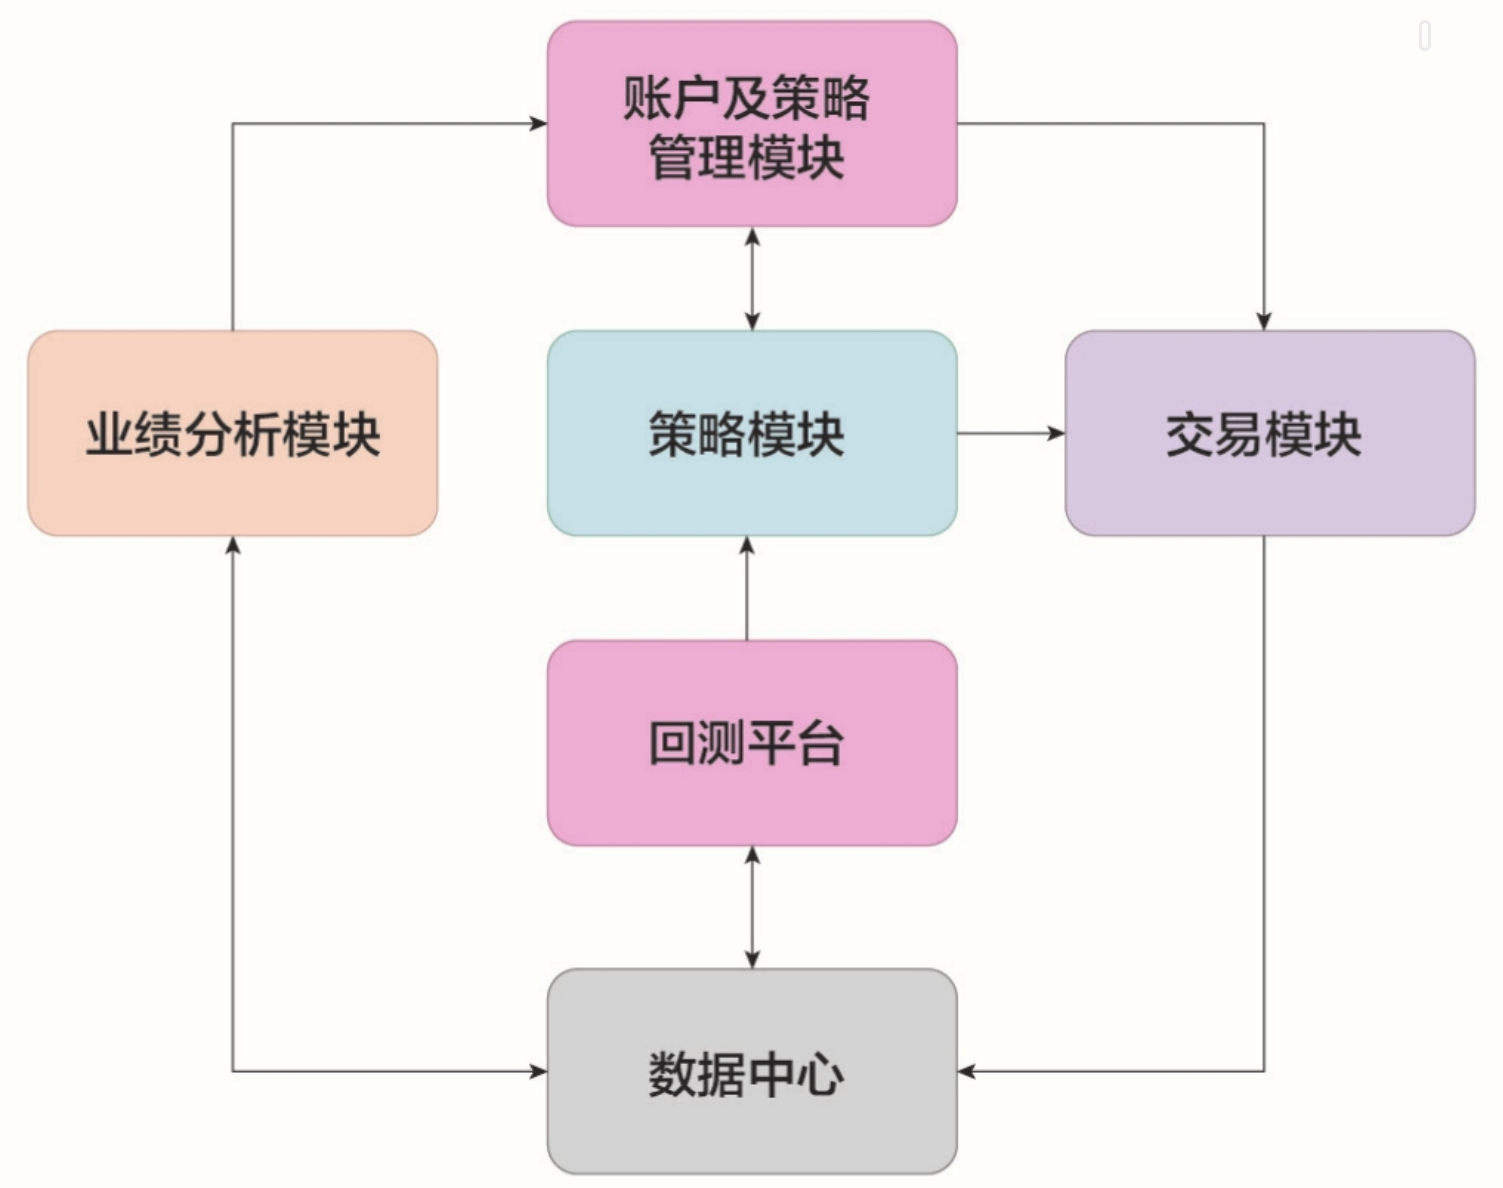 账户及策略
管理模块
业绩分析模块
策略模块
交易模块
回测平台
数据中心